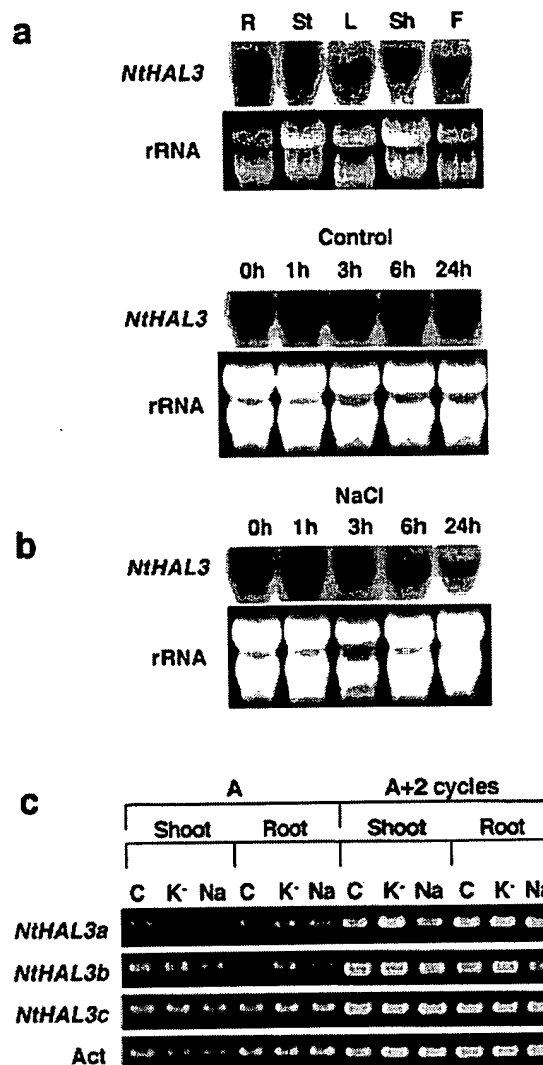 a
R St L Sh F
NtHAL3
rRNA
Control
0h 1h 3h 6h 24h
NtHAL3
rRNA
NaCl
b
0h 1h 3h 6h 24h
NtHAL3
rRNA
c
A A+2 cycles
Shoot Root Shoot Root
C K- Na C K- Na C K- Na C K- Na
NtHAL3a
NtHAL3b
NtHAL3c
Act